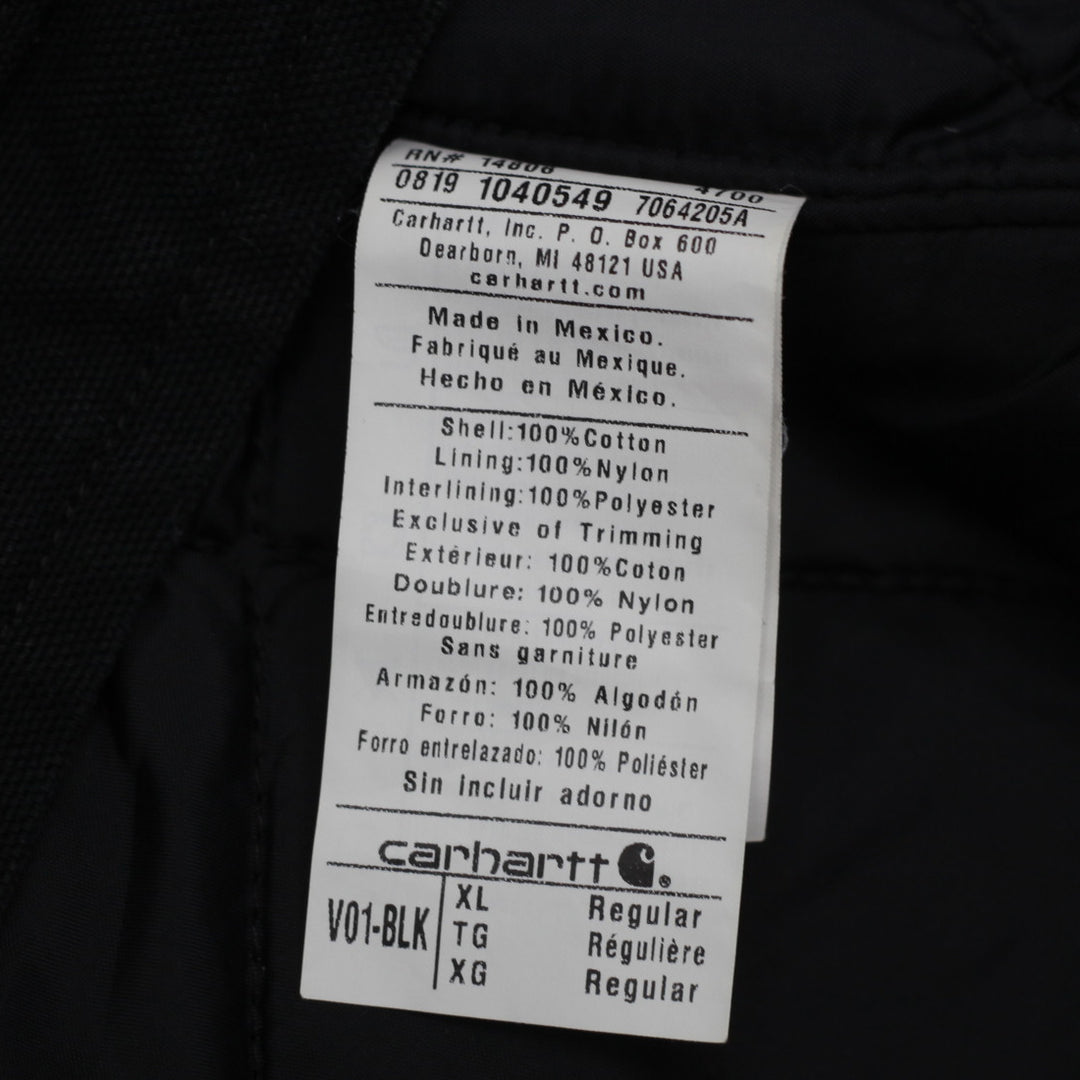 RN# 14806 4700
0819 1040549 7064205A
Carhartt, Inc. P. O. Box 600
Dearborn, MI 48121 USA
carhartt.com
Made in Mexico.
Fabriqué au Mexique.
Hecho en México.
Shell:100%Cotton
Lining:100%Nylon
Interlining:100%Polyester
Exclusive of Trimming
Extérieur: 100%Coton
Doublure: 100% Nylon
Entredoublure: 100% Polyester
Sans garniture
Armazón: 100% Algodón
Forro: 100% Nilón
Forro entrelazado: 100% Poliéster
Sin incluir adorno
carhartt ®
V01-BLK
XL Regular
TG Régulière
XG Regular